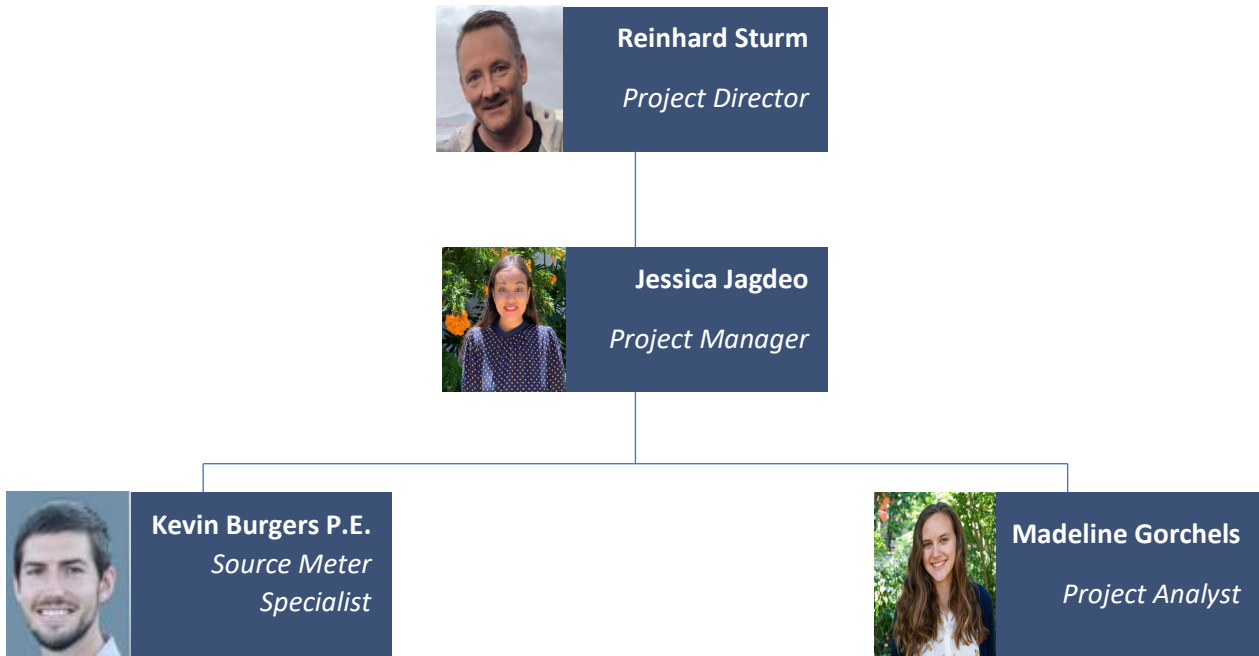 Reinhard Sturm
Project Director
Jessica Jagdeo
Project Manager
Kevin Burgers P.E.
Source Meter
Specialist
Madeline Gorchels
Project Analyst